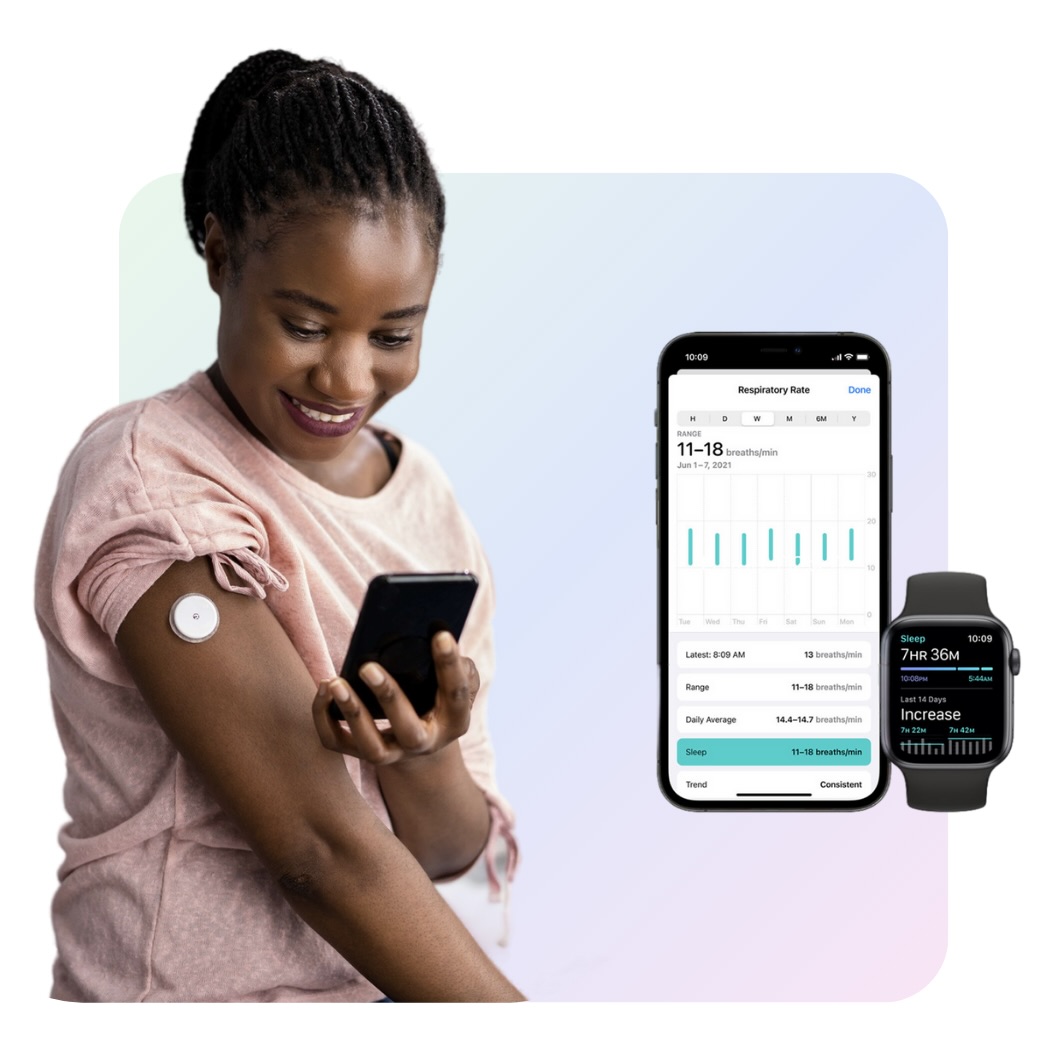 10:09
Respiratory Rate Done
H D W M 6M Y
RANGE
11–18 breaths/min
Jun 1–7, 2021
30
20
10
0
Tue Wed Thu Fri Sat Sun Mon
Latest: 8:09 AM 13 breaths/min
Range 11–18 breaths/min
Daily Average 14.4–14.7 breaths/min
Sleep 11–18 breaths/min
Trend Consistent
Sleep 10:09
7HR 36M
10:08PM 5:44AM
Last 14 Days
Increase
7H 22M 7H 42M